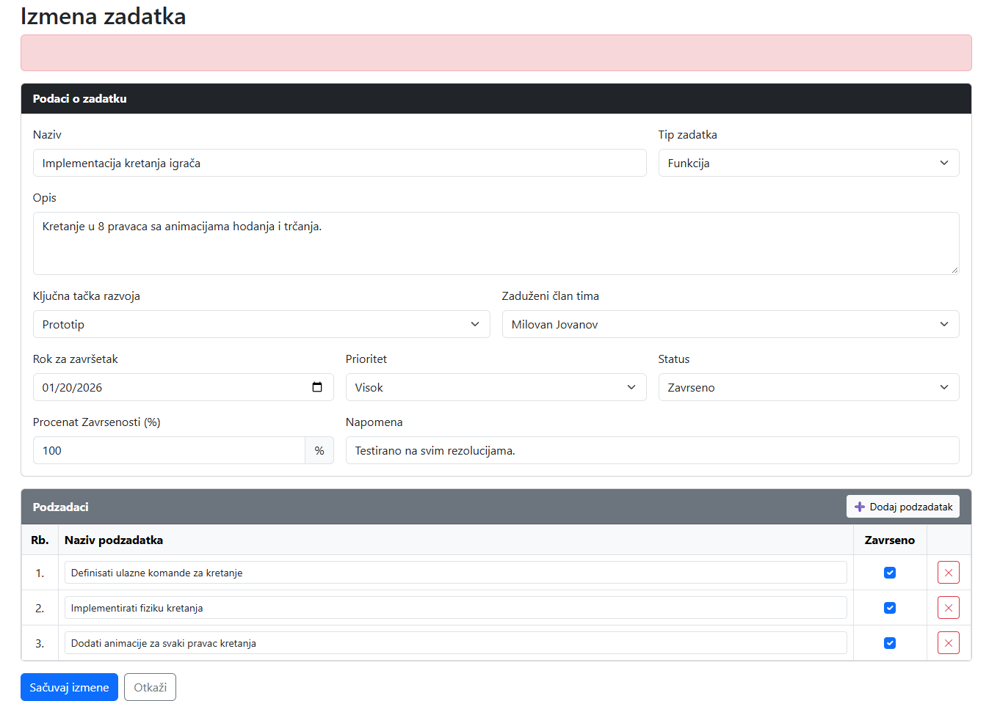 Izmena zadatka
Podaci o zadatku
Naziv
Tip zadatka
Implementacija kretanja igrača
Funkcija
Opis
Kretanje u 8 pravaca sa animacijama hodanja i trčanja.
Ključna tačka razvoja
Zaduženi član tima
Prototip
Milovan Jovanov
Rok za završetak
Prioritet
Status
01/20/2026
Visok
Zavrseno
Procenat Zavrsenosti (%)
Napomena
100
%
Testirano na svim rezolucijama.
Podzadaci
Dodaj podzadatak
Rb.
Naziv podzadatka
Zavrseno
1.
Definisati ulazne komande za kretanje
2.
Implementirati fiziku kretanja
3.
Dodati animacije za svaki pravac kretanja
Sačuvaj izmene
Otkaži